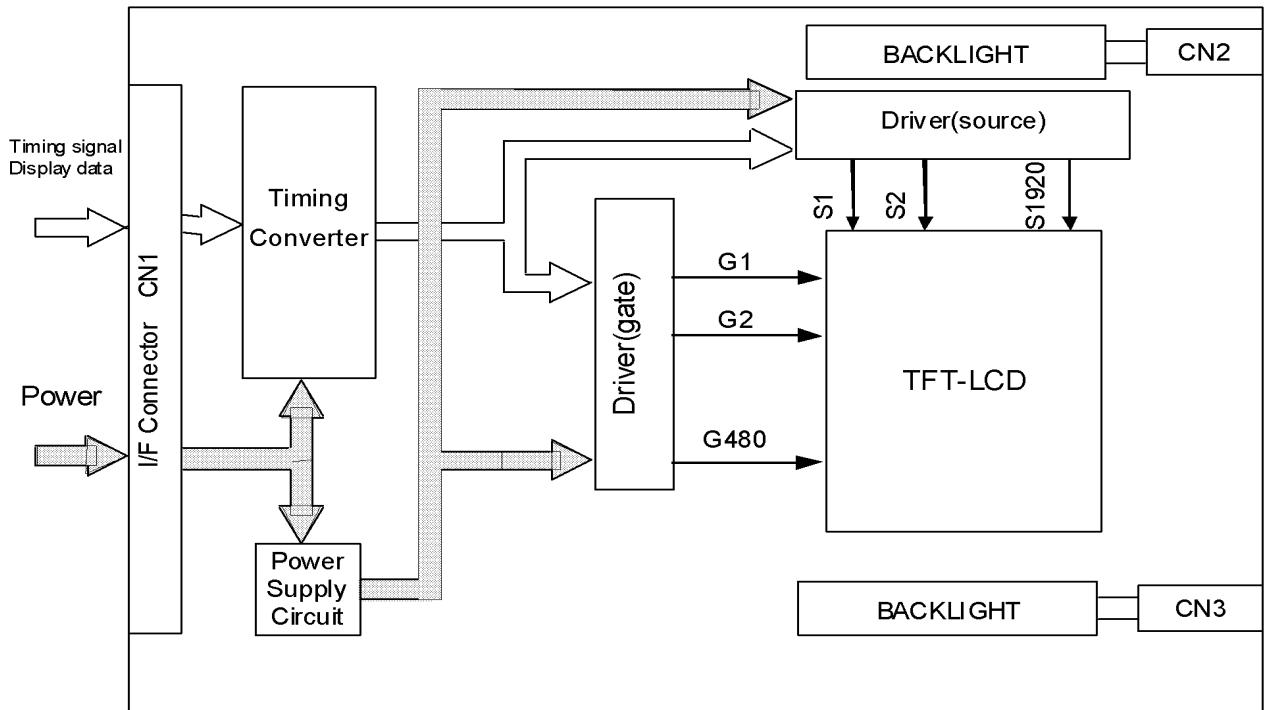 BACKLIGHT
CN2
Timing signal
Display data
Driver(source)
Timing
Converter
S1
S2
S1920
I/F Connector CN1
Driver(gate)
G1
G2
TFT-LCD
Power
G480
Power
Supply
Circuit
BACKLIGHT
CN3